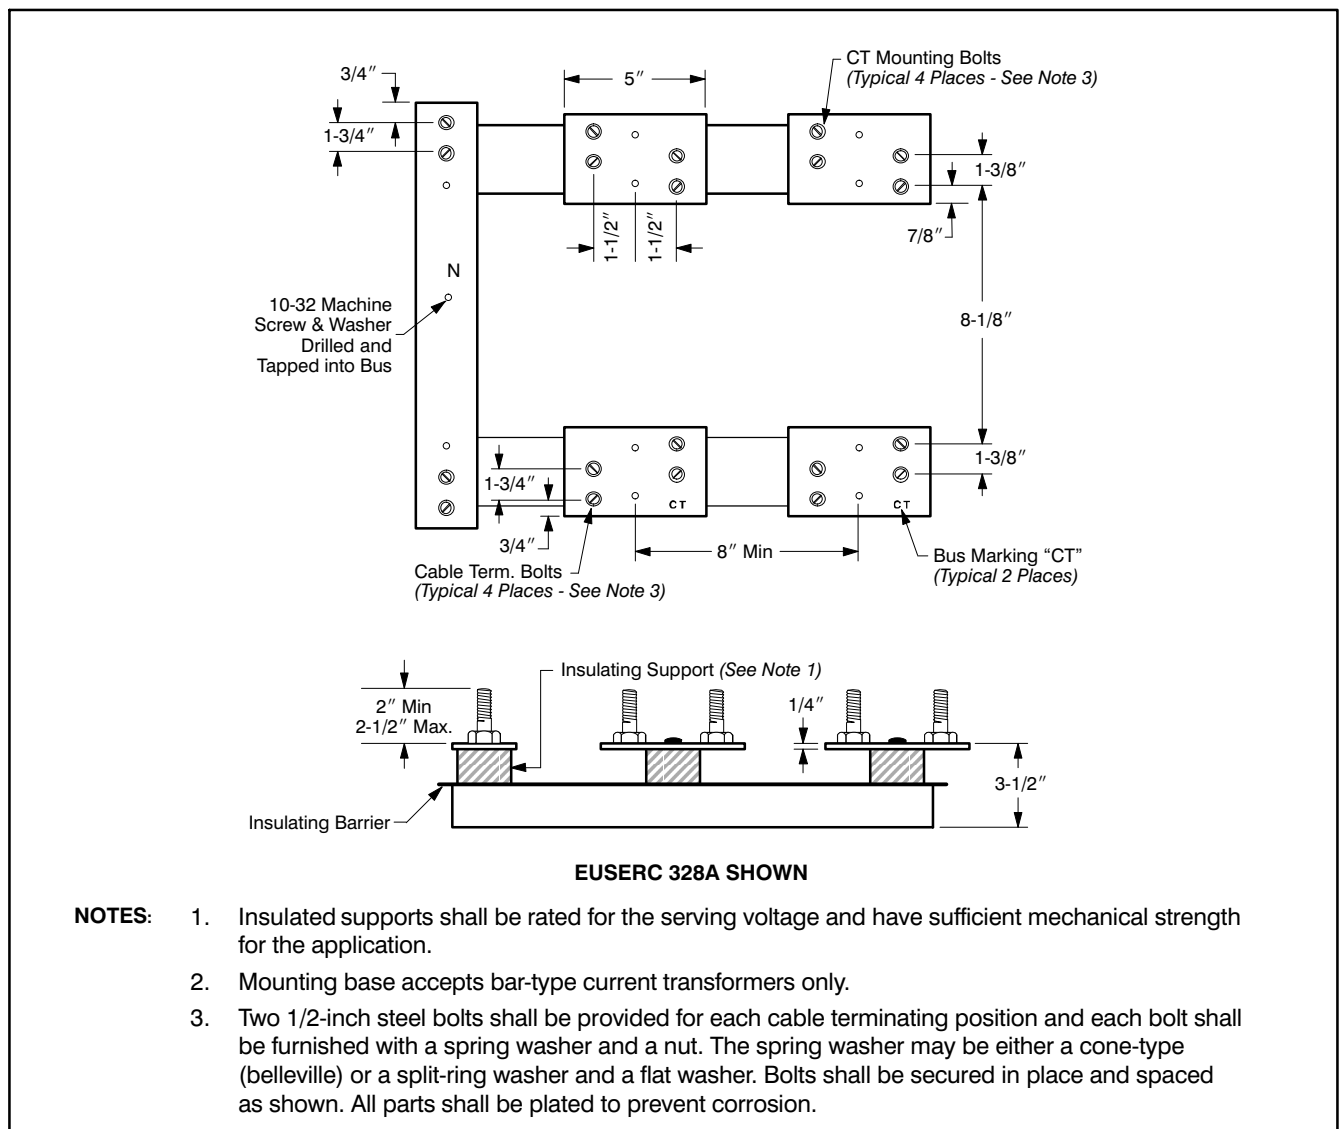 3/4″
5″
CT Mounting Bolts
(Typical 4 Places - See Note 3)
1-3/4″
1-3/8″
7/8″
1-1/2″
1-1/2″
N
10-32 Machine
Screw & Washer
Drilled and
Tapped into Bus
8-1/8″
1-3/4″
1-3/8″
CT
CT
3/4″
8″ Min
Cable Term. Bolts
(Typical 4 Places - See Note 3)
Bus Marking “CT”
(Typical 2 Places)
Insulating Support (See Note 1)
2″ Min
2-1/2″ Max.
1/4″
3-1/2″
Insulating Barrier
EUSERC 328A SHOWN
NOTES: 1. Insulated supports shall be rated for the serving voltage and have sufficient mechanical strength
for the application.
2. Mounting base accepts bar-type current transformers only.
3. Two 1/2-inch steel bolts shall be provided for each cable terminating position and each bolt shall
be furnished with a spring washer and a nut. The spring washer may be either a cone-type
(belleville) or a split-ring washer and a flat washer. Bolts shall be secured in place and spaced
as shown. All parts shall be plated to prevent corrosion.